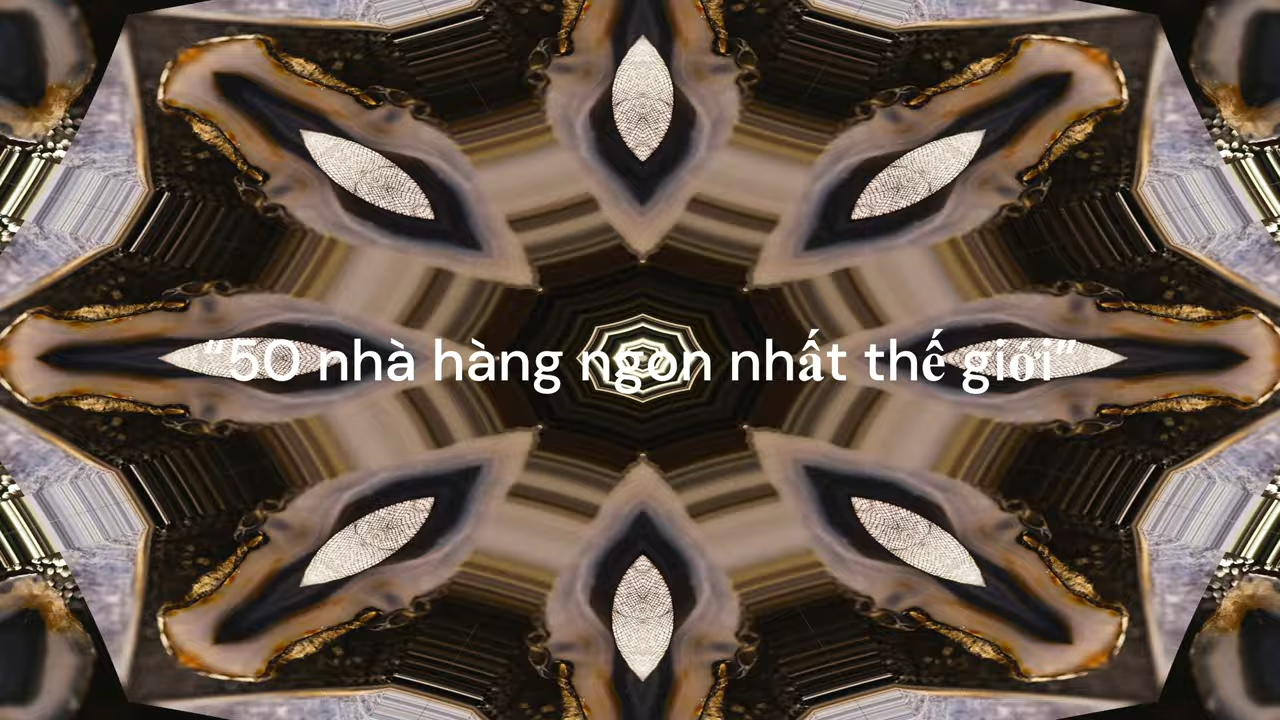 “50 nhà hàng ngon nhất thế giới”